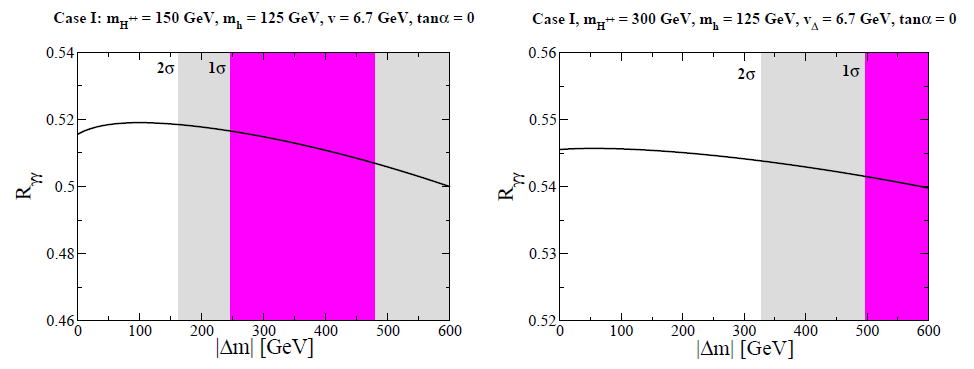 Case I: m_H⁺⁺ = 150 GeV, m_h = 125 GeV, v = 6.7 GeV, tanα = 0
0.54
0.52
0.5
0.48
0.46
2σ
1σ
R_γγ
0 100 200 300 400 500 600
|Δm| [GeV]
Case I, m_H⁺⁺ = 300 GeV, m_h = 125 GeV, v_Δ = 6.7 GeV, tanα = 0
0.56
0.55
0.54
0.53
0.52
2σ
1σ
R_γγ
0 100 200 300 400 500 600
|Δm| [GeV]